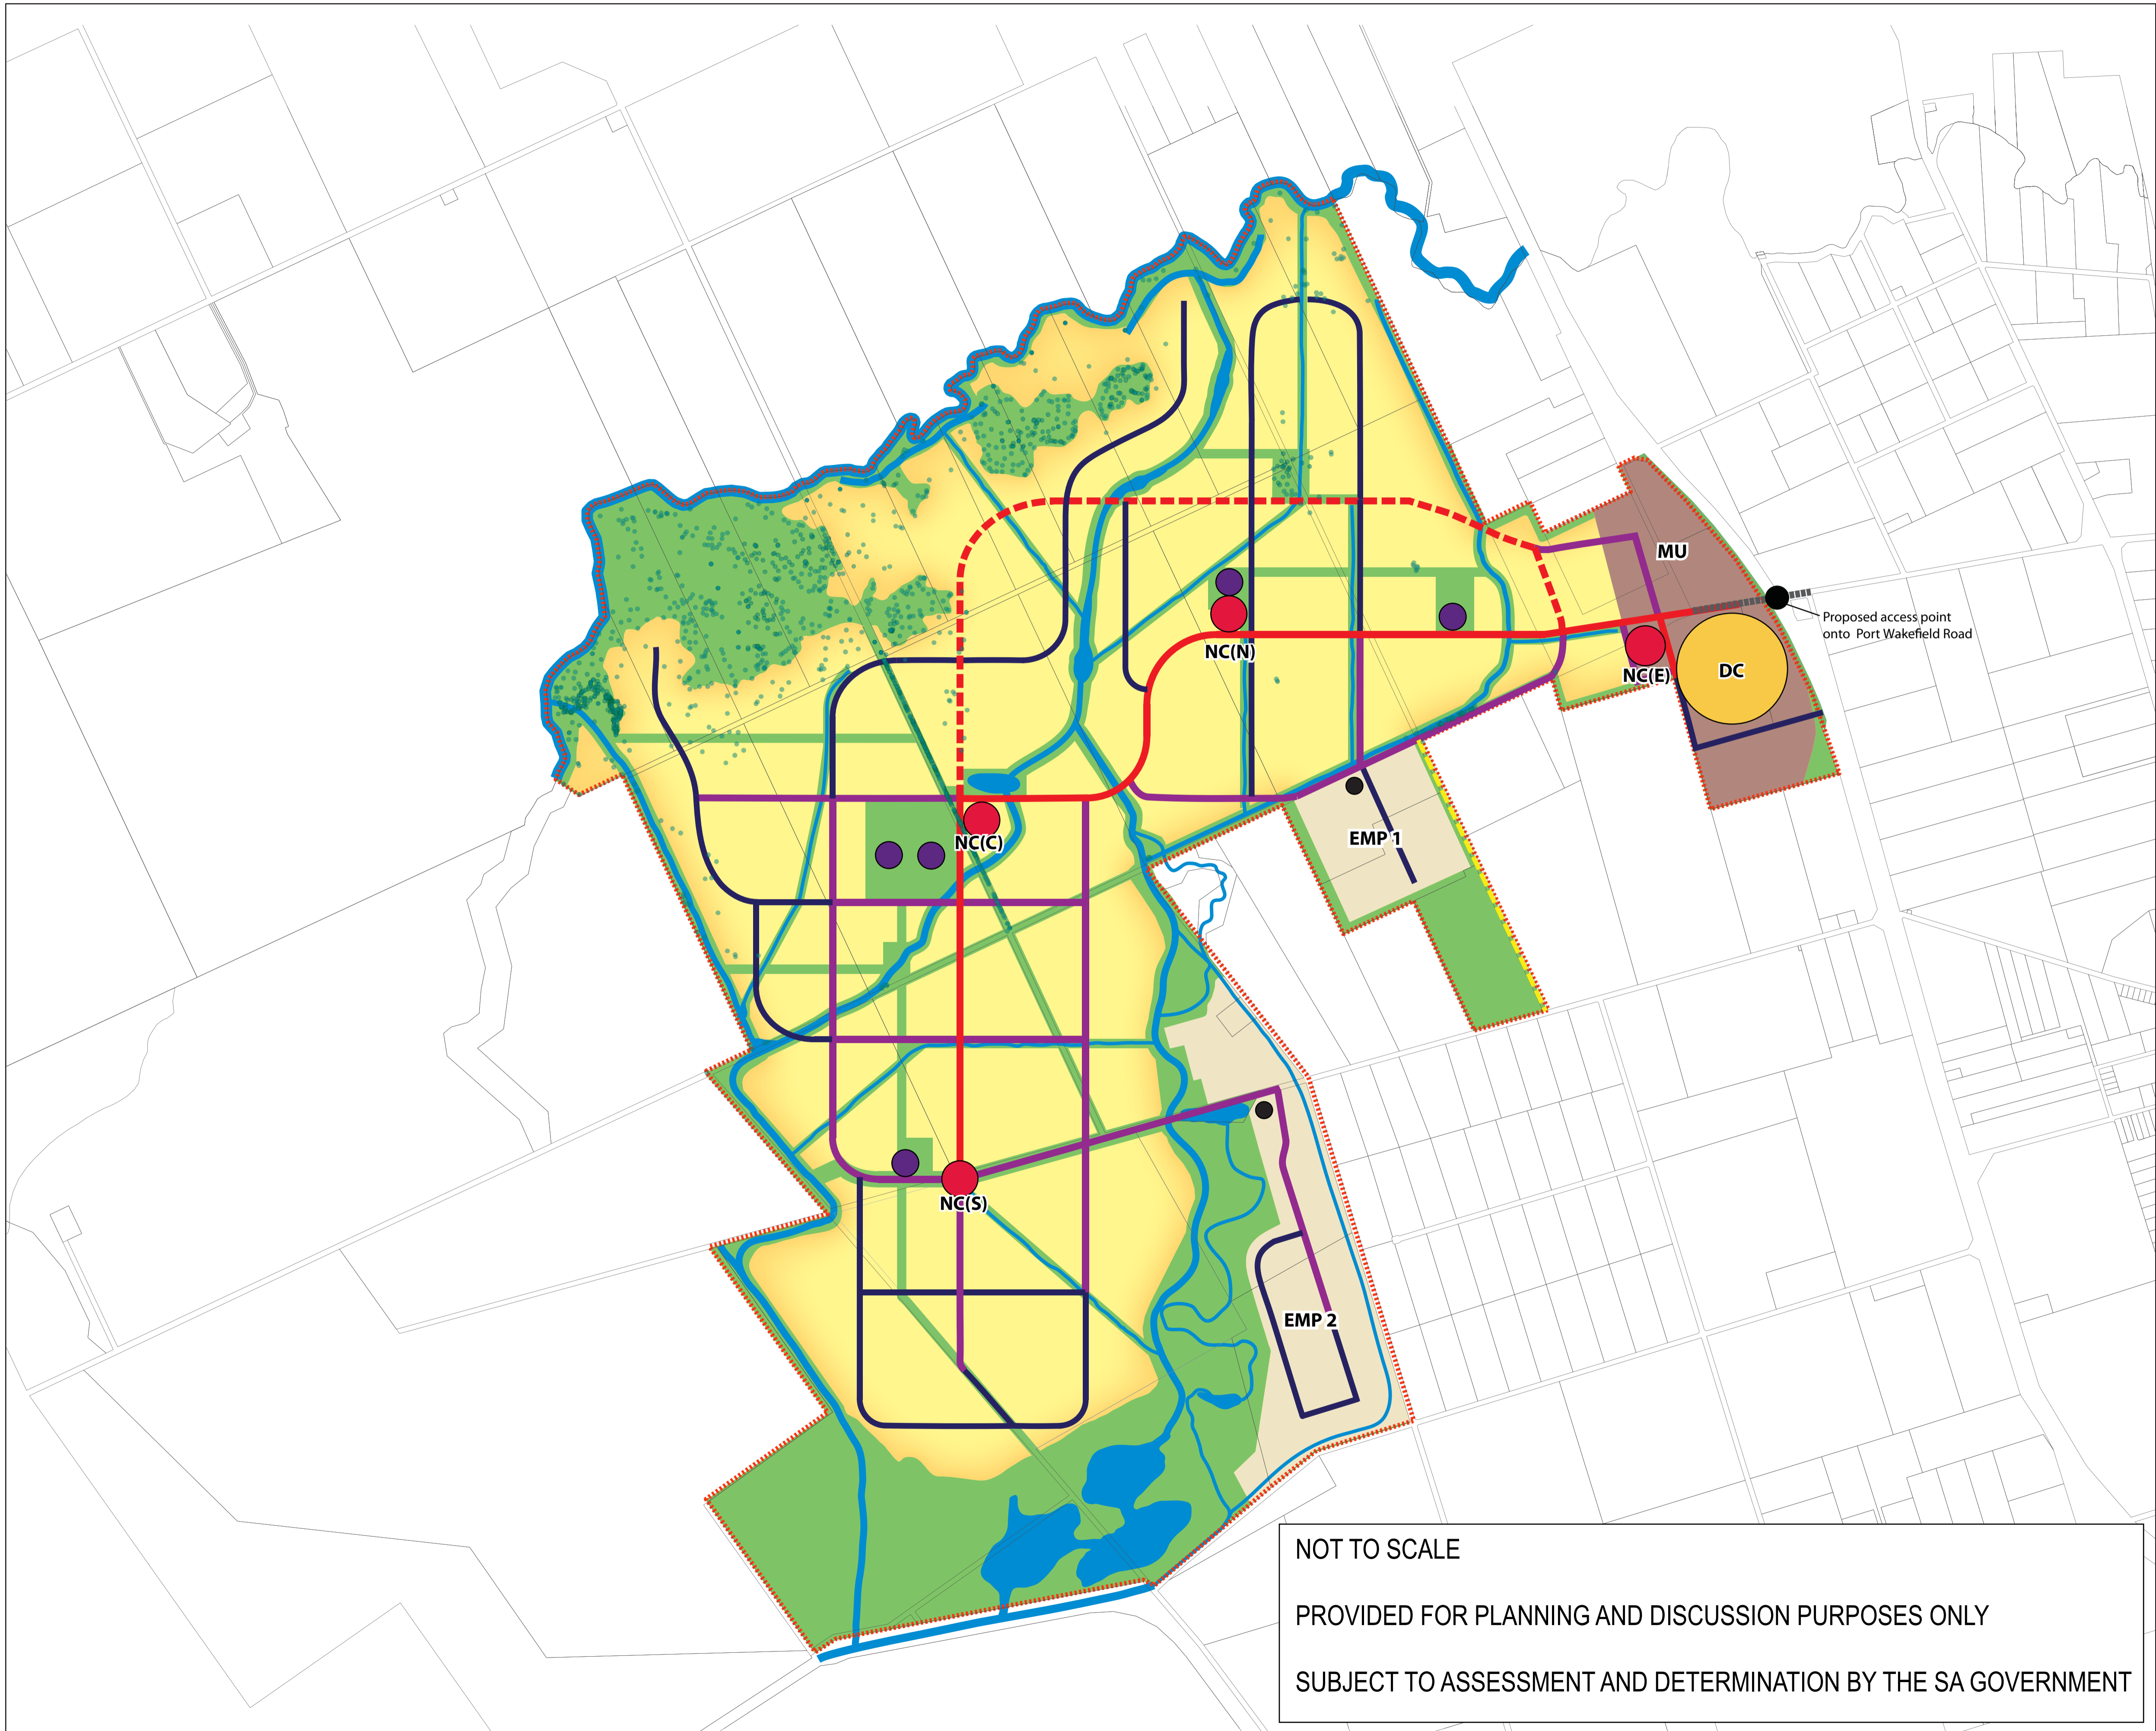 MU
Proposed access point
onto Port Wakefield Road
NC(N)
NC(E)
DC
EMP 1
NC(C)
NC(S)
EMP 2
NOT TO SCALE
PROVIDED FOR PLANNING AND DISCUSSION PURPOSES ONLY
SUBJECT TO ASSESSMENT AND DETERMINATION BY THE SA GOVERNMENT